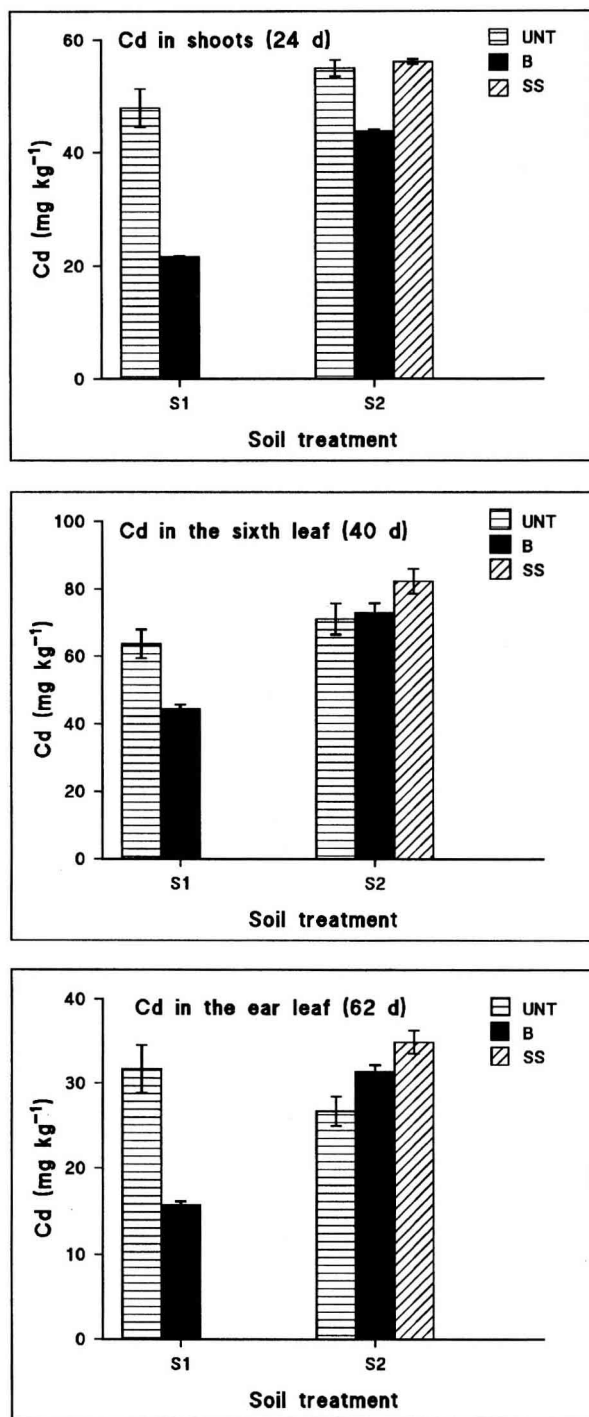 Cd in shoots (24 d)
UNT
B
SS
Cd (mg kg⁻¹)
60
40
20
0
S1
S2
Soil treatment
Cd in the sixth leaf (40 d)
UNT
B
SS
Cd (mg kg⁻¹)
100
80
60
40
20
0
S1
S2
Soil treatment
Cd in the ear leaf (62 d)
UNT
B
SS
Cd (mg kg⁻¹)
40
30
20
10
0
S1
S2
Soil treatment